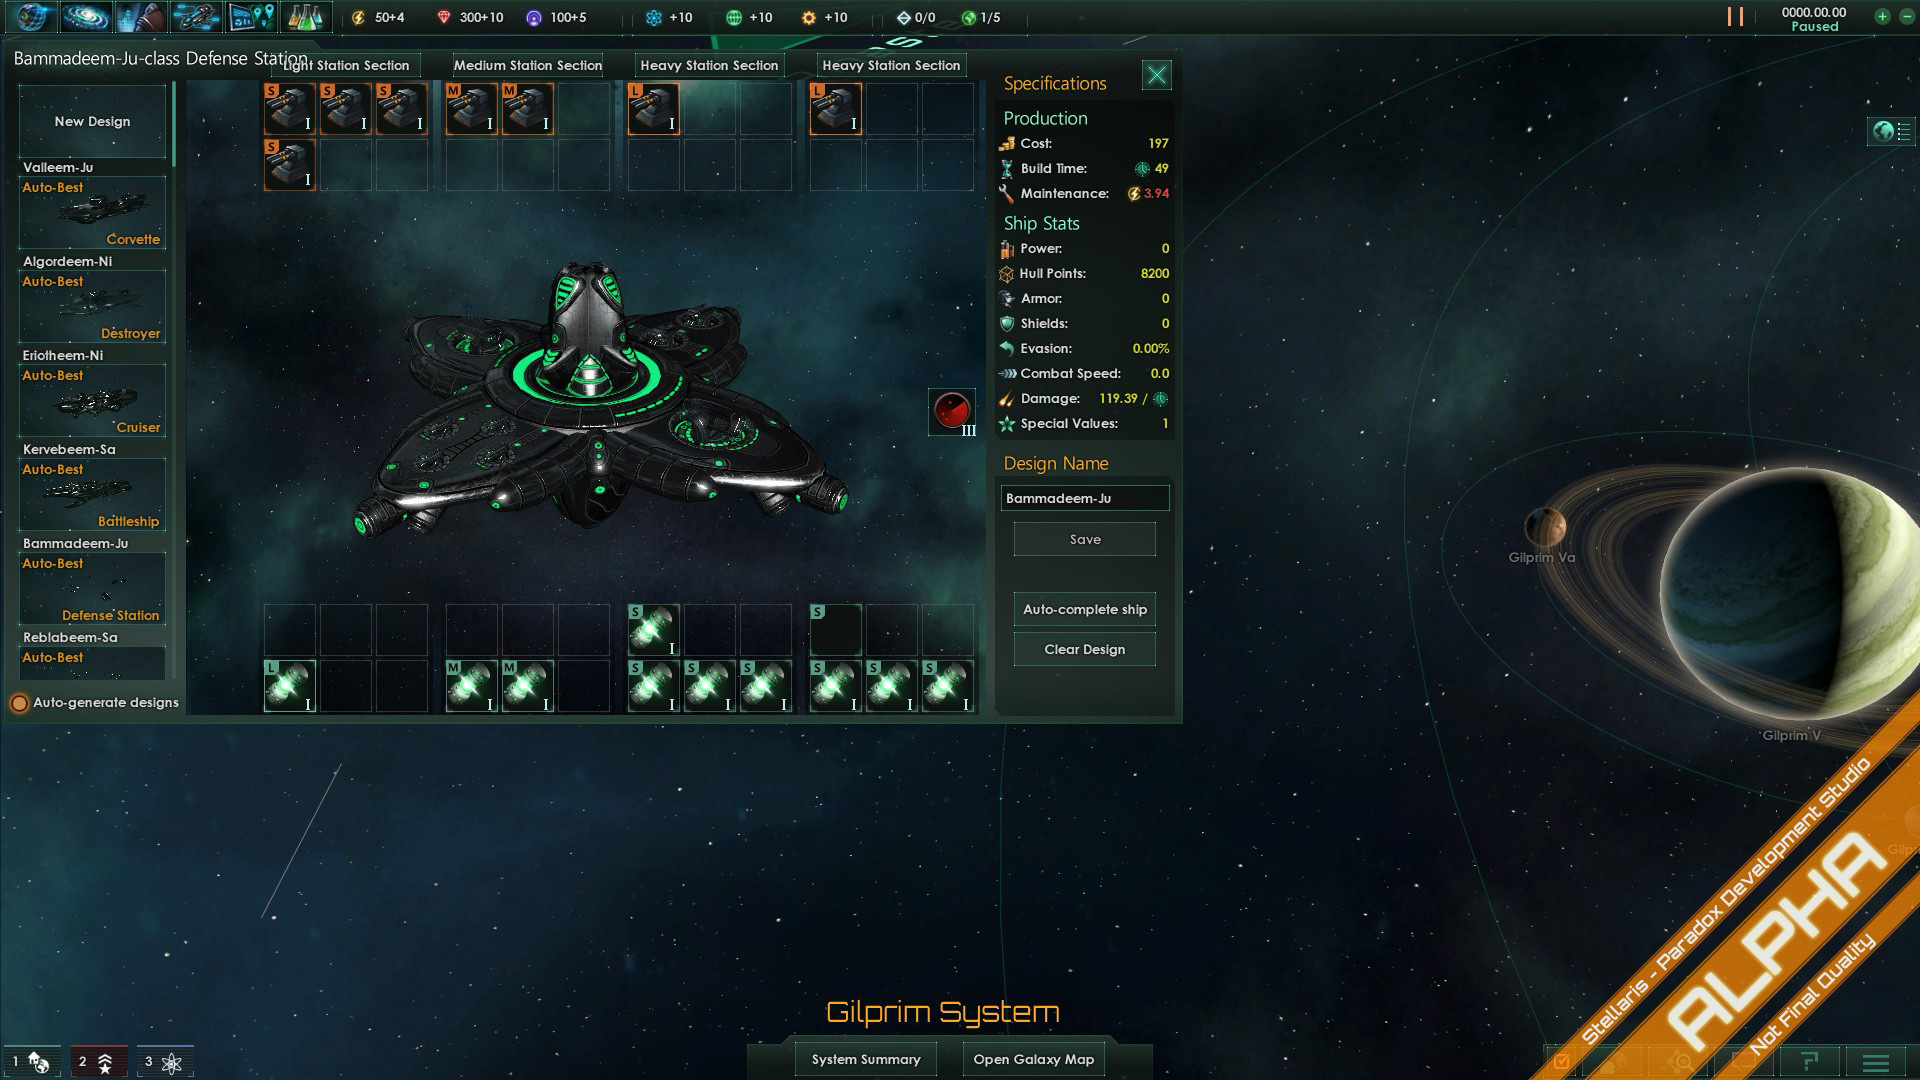 50+4
300+10
100+5
+10
+10
+10
0/0
1/5
0000.00.00
Paused
Bammadeem-Ju-class Defense Station
Light Station Section
Medium Station Section
Heavy Station Section
Heavy Station Section
New Design
Valleem-Ju
Auto-Best
Corvette
Algordeem-Ni
Auto-Best
Destroyer
Eriotheem-Ni
Auto-Best
Cruiser
Kervebeem-Sa
Auto-Best
Battleship
Bammadeem-Ju
Auto-Best
Defense Station
Reblabeem-Sa
Auto-Best
Auto-generate designs
S I
S I
S I
M I
M I
L I
L I
S I
III
S I
S
L I
M I
M I
S I
S I
S I
S I
S I
S I
Specifications
Production
Cost: 197
Build Time: 49
Maintenance: 3.94
Ship Stats
Power: 0
Hull Points: 8200
Armor: 0
Shields: 0
Evasion: 0.00%
Combat Speed: 0.0
Damage: 119.39 /
Special Values: 1
Design Name
Bammadeem-Ju
Save
Auto-complete ship
Clear Design
Gilprim Va
Gilprim V
Stellaris - Paradox Development Studio
ALPHA
Not Final Quality
Gilprim System
System Summary
Open Galaxy Map
1
2
3